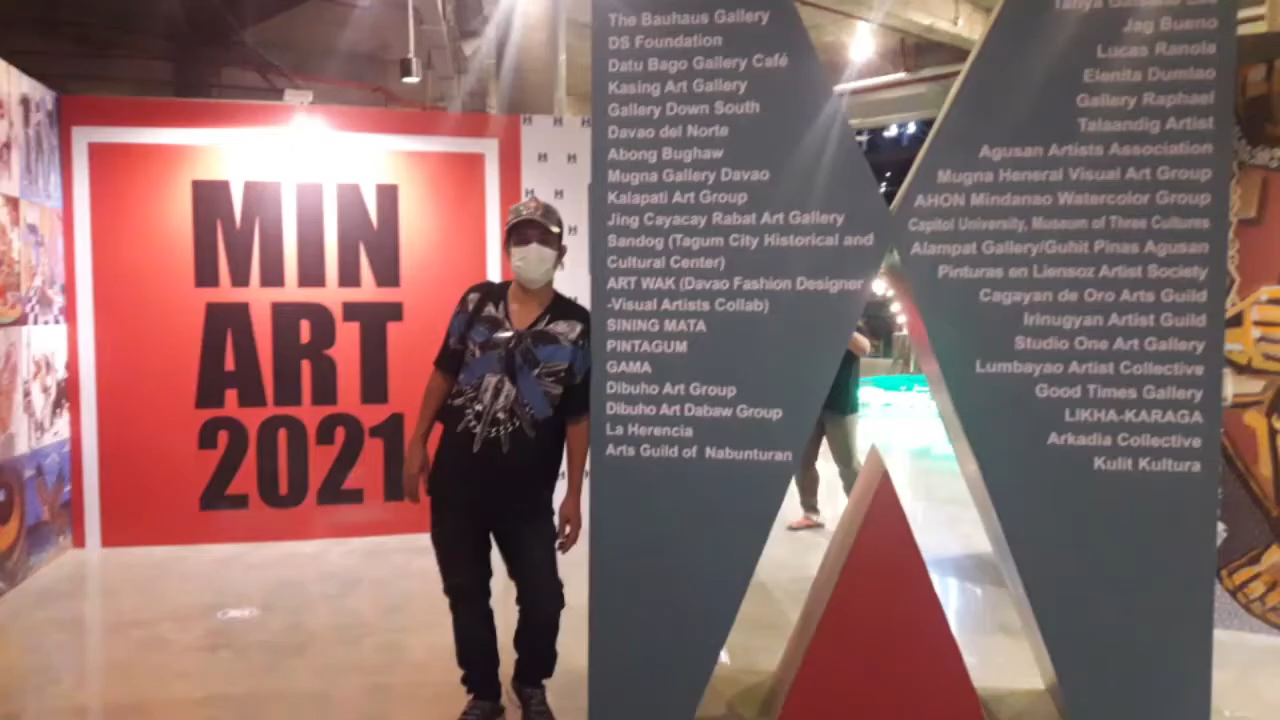 MIN
ART
2021
The Bauhaus Gallery
DS Foundation
Datu Bago Gallery Café
Kasing Art Gallery
Gallery Down South
Davao del Norte
Abong Bughaw
Mugna Gallery Davao
Kalapati Art Group
Jing Cayacay Rabat Art Gallery
Sandog (Tagum City Historical and
Cultural Center)
ART WAK (Davao Fashion Designer
-Visual Artists Collab)
SINING MATA
PINTAGUM
GAMA
Dibuho Art Group
Dibuho Art Dabaw Group
La Herencia
Arts Guild of Nabunturan
Jag Bueno
Lucas Ranola
Elenita Dumlao
Gallery Raphael
Talaandig Artist
Agusan Artists Association
Mugna Heneral Visual Art Group
AHON Mindanao Watercolor Group
Capitol University, Museum of Three Cultures
Alampat Gallery/Guhit Pinas Agusan
Pinturas en Liensoz Artist Society
Cagayan de Oro Arts Guild
Irinugyan Artist Guild
Studio One Art Gallery
Lumbayao Artist Collective
Good Times Gallery
LIKHA-KARAGA
Arkadia Collective
Kulit Kultura